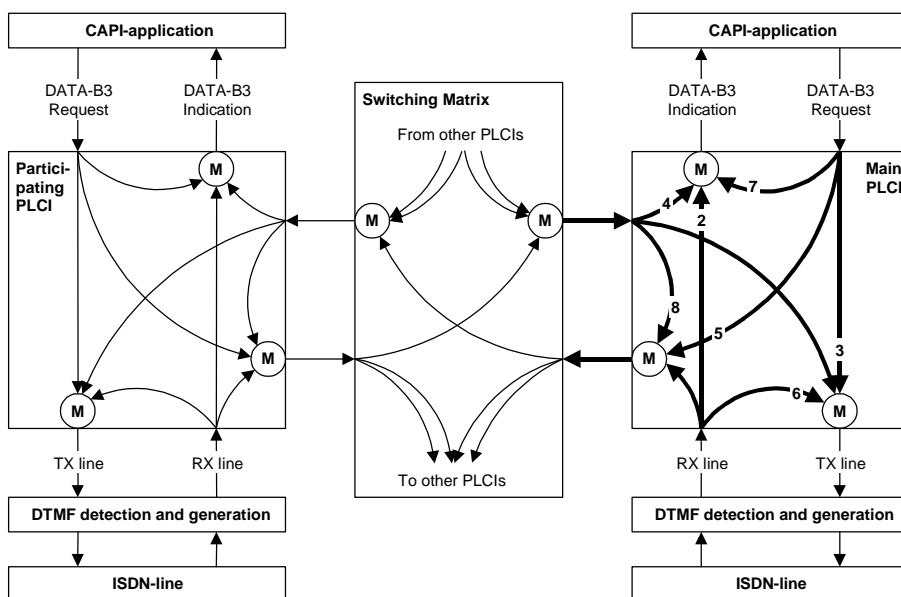 CAPI-application
CAPI-application
DATA-B3
Request
DATA-B3
Indication
Switching Matrix
DATA-B3
Indication
DATA-B3
Request
From other PLCIs
Partici-
pating
PLCI
M
M
Main
PLCI
7
4
2
M
M
8
5
M
M
3
6
M
M
TX line
RX line
To other PLCIs
RX line
TX line
DTMF detection and generation
DTMF detection and generation
ISDN-line
ISDN-line